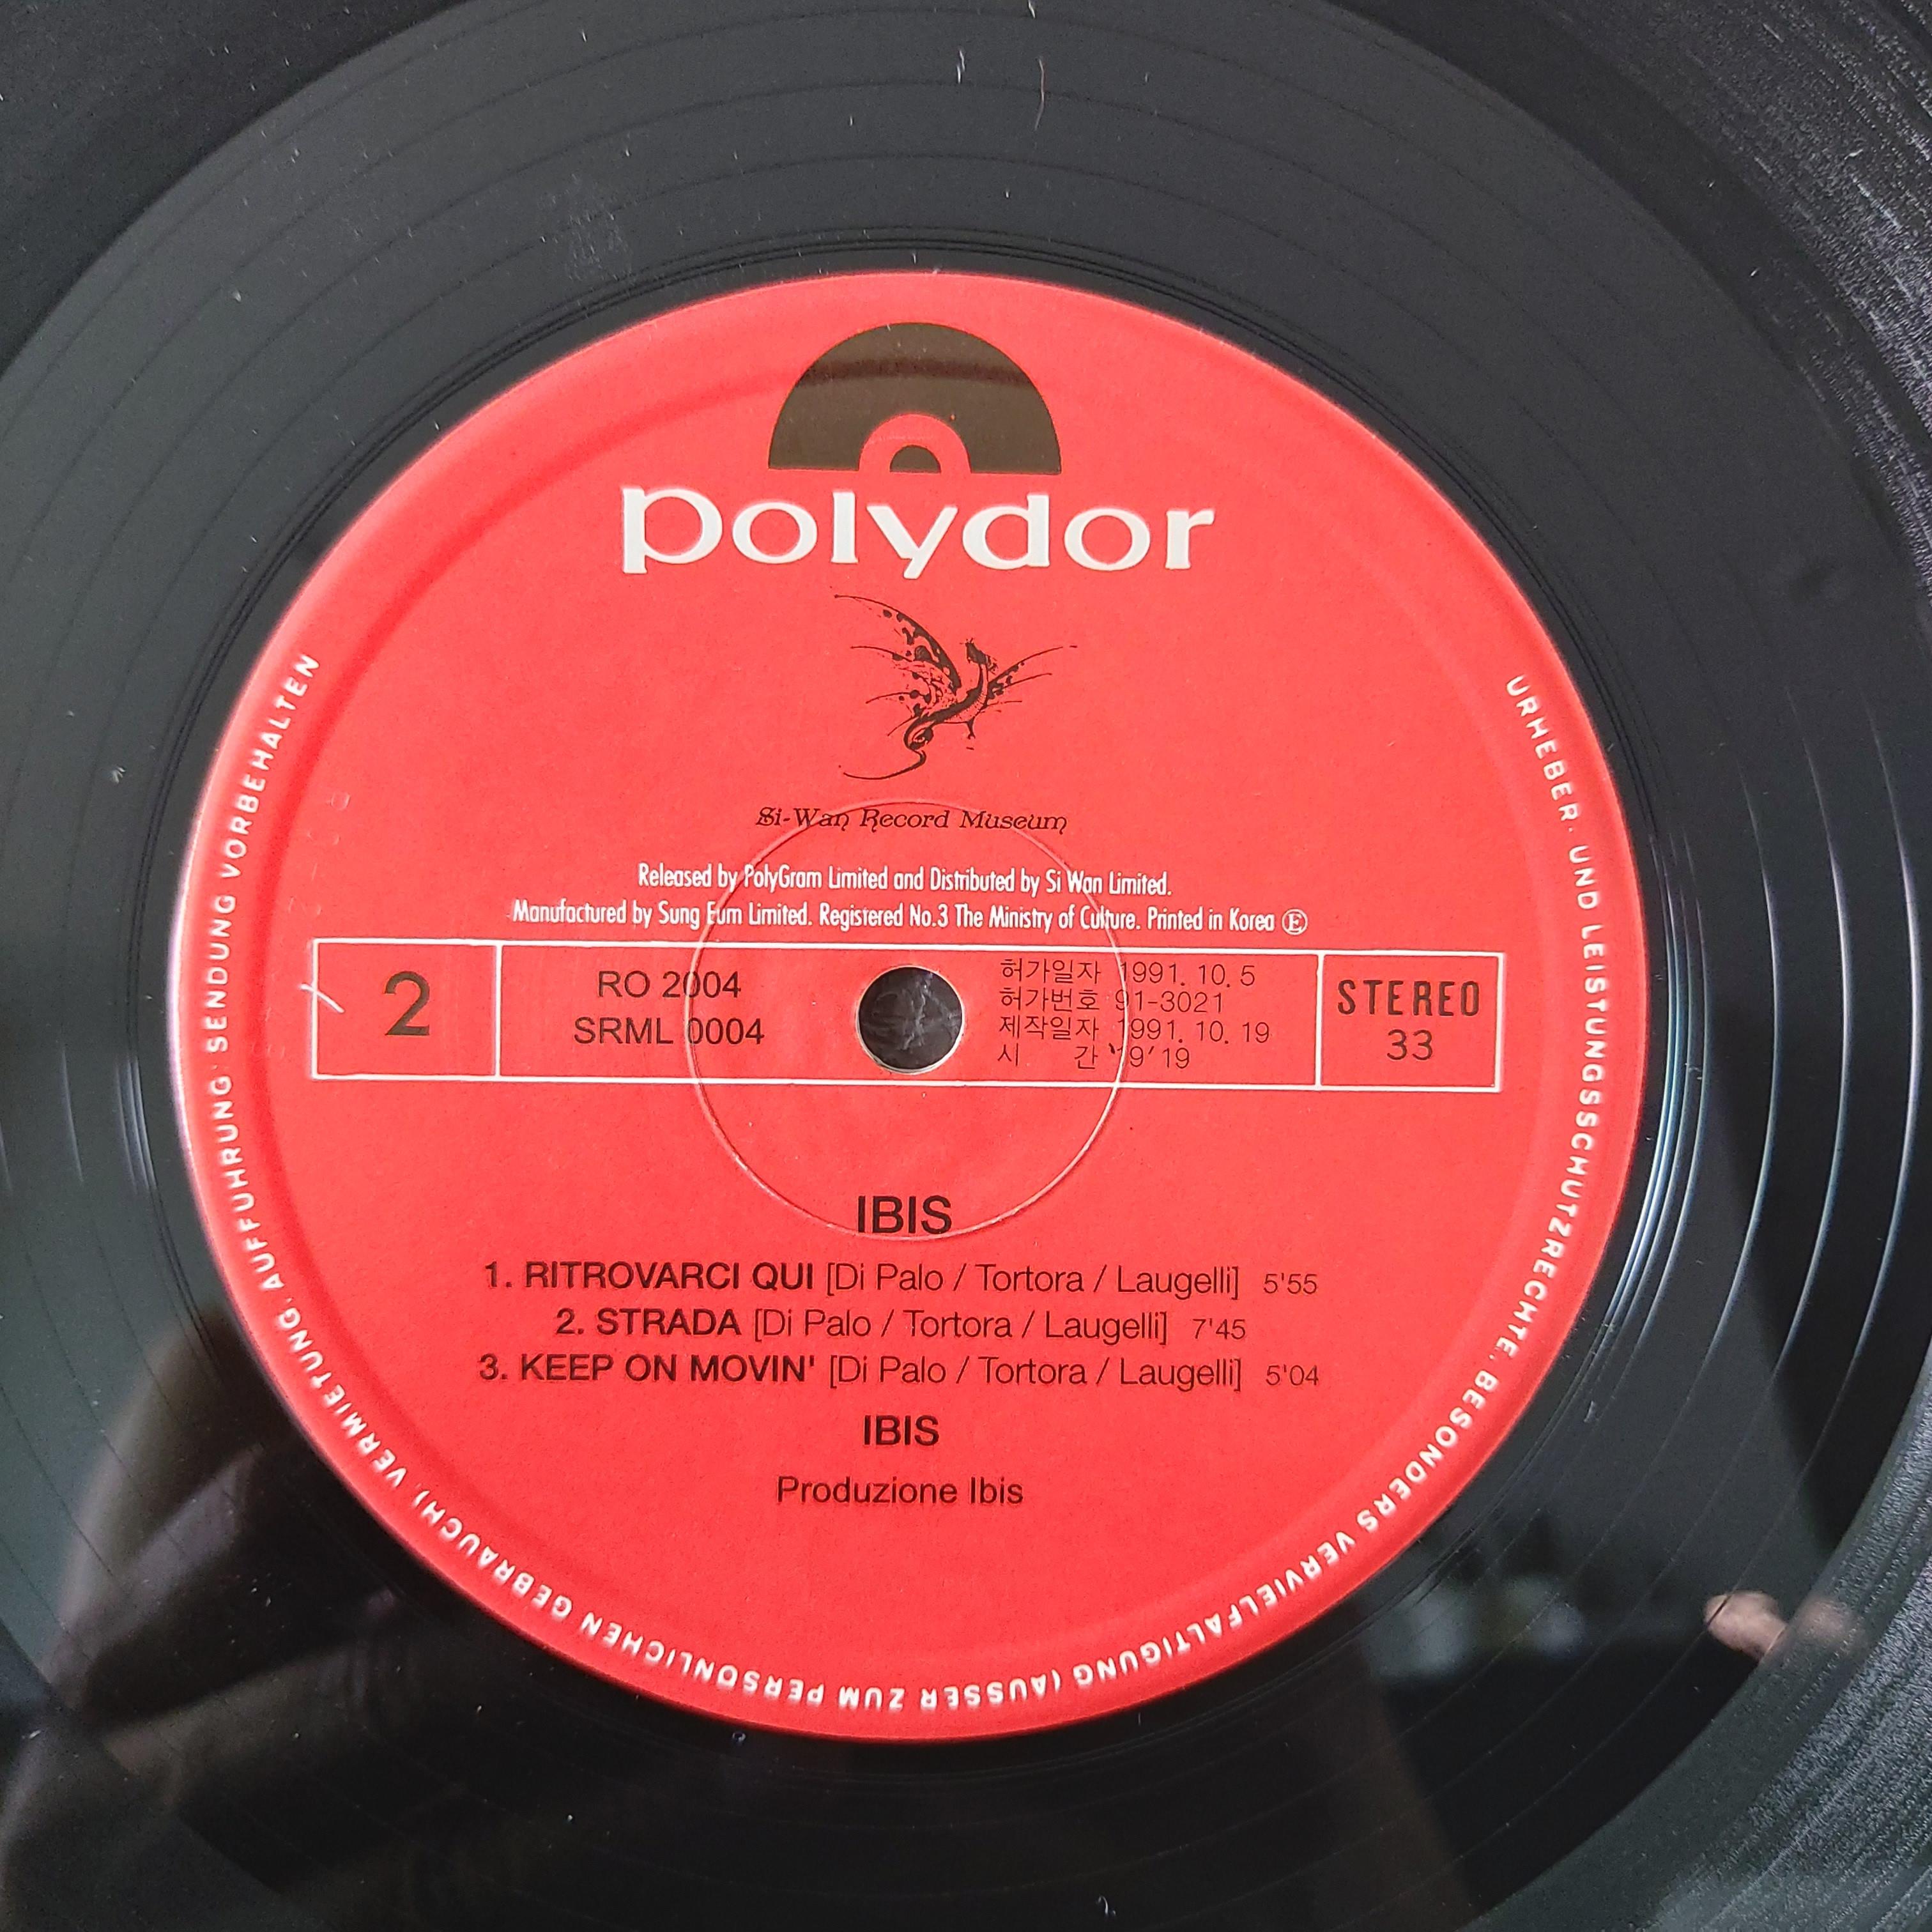 polydor
Si-Wan Record Museum
Released by PolyGram Limited and Distributed by Si Wan Limited.
Manufactured by Sung Eum Limited. Registered No.3 The Ministry of Culture. Printed in Korea Ⓔ
2
RO 2004
SRML 0004
허가일자 1991. 10. 5
허가번호 91-3021
제작일자 1991. 10. 19
시 간 19'19
STEREO
33
IBIS
1. RITROVARCI QUI [Di Palo / Tortora / Laugelli] 5'55
2. STRADA [Di Palo / Tortora / Laugelli] 7'45
3. KEEP ON MOVIN' [Di Palo / Tortora / Laugelli] 5'04
IBIS
Produzione Ibis
URHEBER- UND LEISTUNGSSCHUTZRECHTE, BESONDERS VERVIELFALTIGUNG (AUSSER ZUM PERSONLICHEN GEBRAUCH), VERMIETUNG, AUFFUHRUNG, SENDUNG VORBEHALTEN